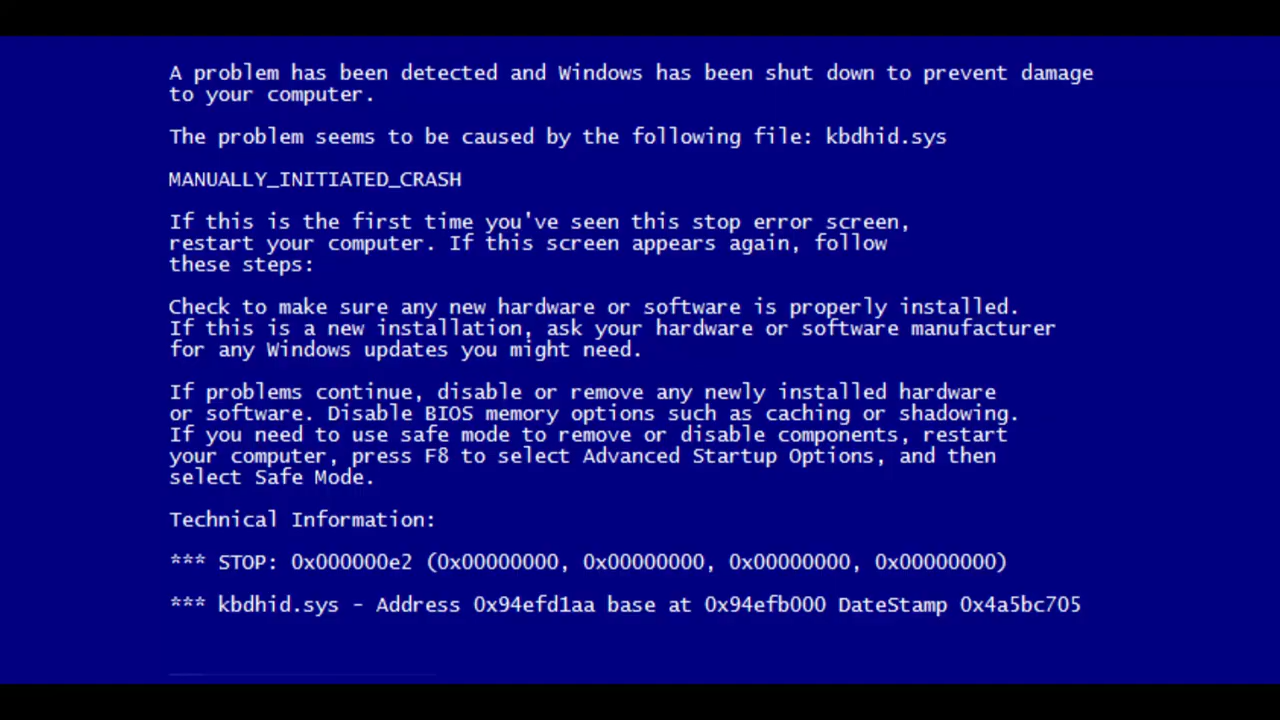 A problem has been detected and Windows has been shut down to prevent damage
to your computer.
The problem seems to be caused by the following file: kbdhid.sys
MANUALLY_INITIATED_CRASH
If this is the first time you've seen this stop error screen,
restart your computer. If this screen appears again, follow
these steps:
Check to make sure any new hardware or software is properly installed.
If this is a new installation, ask your hardware or software manufacturer
for any Windows updates you might need.
If problems continue, disable or remove any newly installed hardware
or software. Disable BIOS memory options such as caching or shadowing.
If you need to use safe mode to remove or disable components, restart
your computer, press F8 to select Advanced Startup Options, and then
select Safe Mode.
Technical Information:
*** STOP: 0x000000e2 (0x00000000, 0x00000000, 0x00000000, 0x00000000)
*** kbdhid.sys - Address 0x94efd1aa base at 0x94efb000 DateStamp 0x4a5bc705